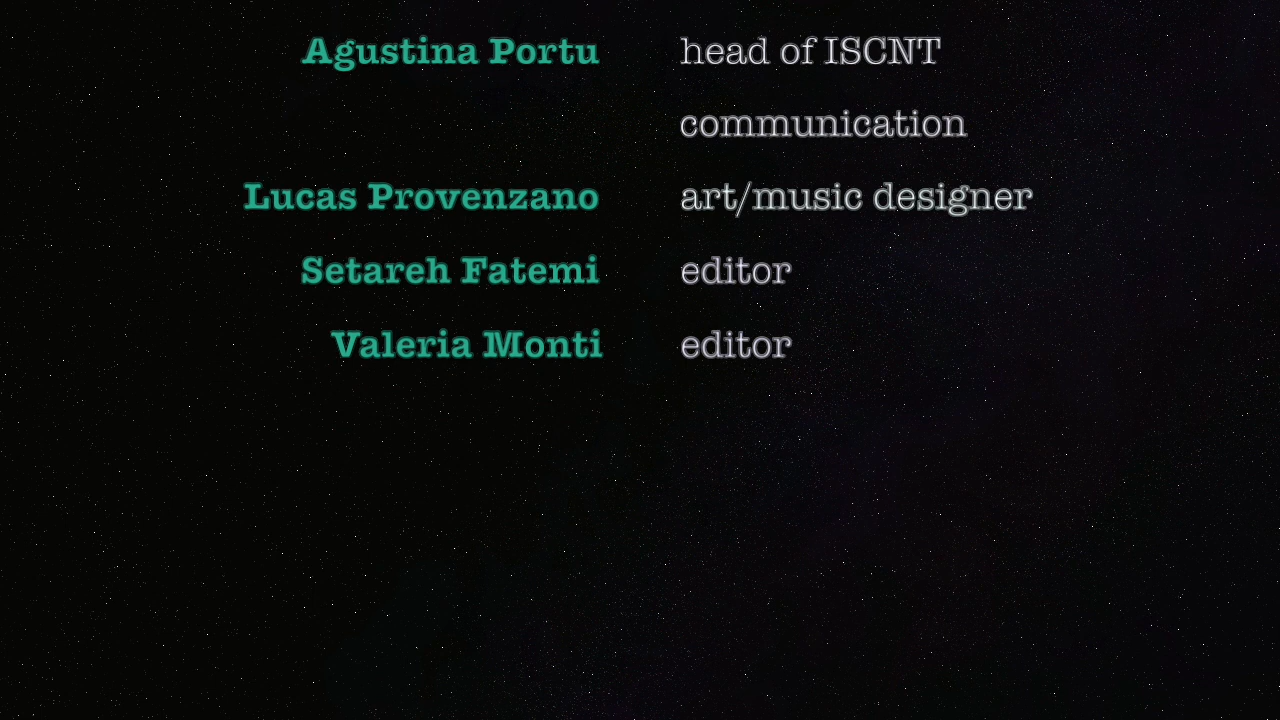 Agustina Portu head of ISCNT
communication
Lucas Provenzano art/music designer
Setareh Fatemi editor
Valeria Monti editor